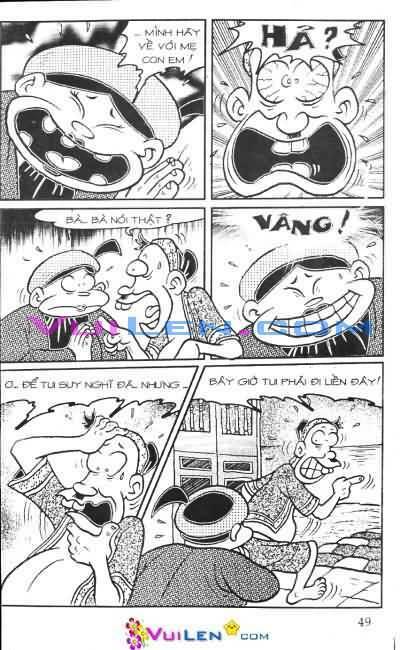 ... MÌNH HÃY
VỀ VỚI MẸ
CON EM!
HẢ?
BÀ... BÀ NÓI THẬT?
VÂNG!
VuiLen.com
O... ĐỂ TUI SUY NGHĨ ĐÃ... NHƯNG...
BÂY GIỜ TUI PHẢI ĐI LIỀN ĐÂY!
49
VuiLen.com